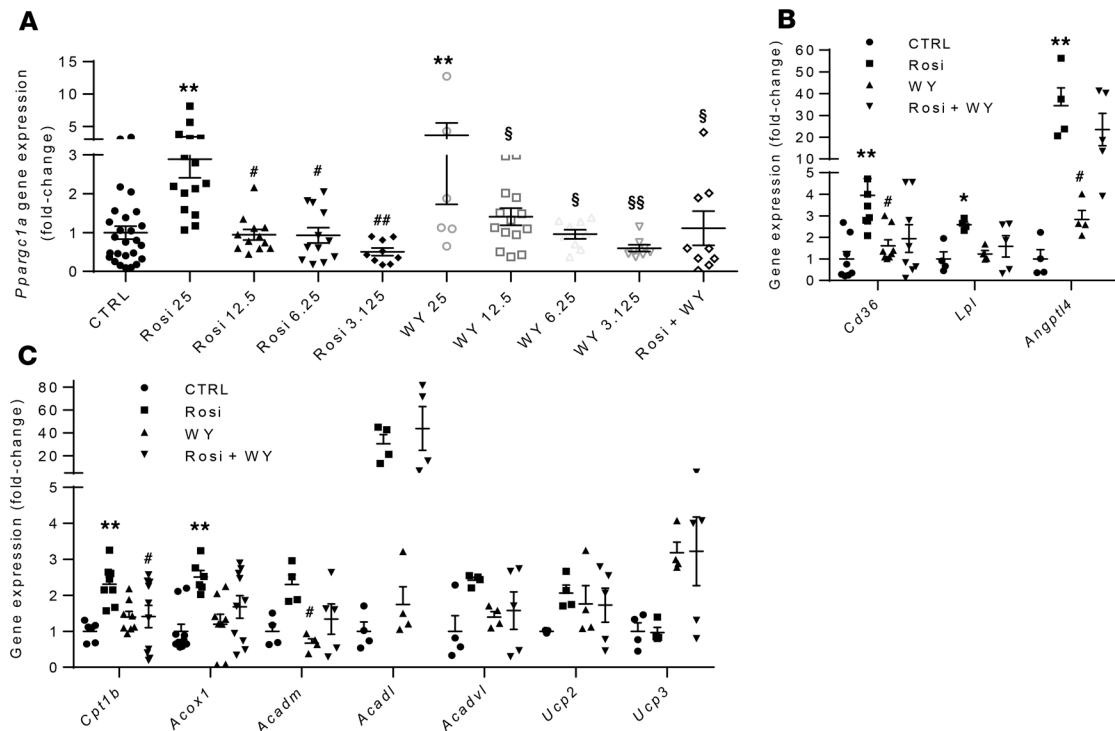 A
Ppargc1a gene expression
(fold-change)
15
10
5
3
2
1
0
**
#
#
##
**
§
§
§§
§
CTRL
Rosi 25
Rosi 12.5
Rosi 6.25
Rosi 3.125
WY 25
WY 12.5
WY 6.25
WY 3.125
Rosi + WY
B
CTRL
Rosi
WY
Rosi + WY
Gene expression (fold-change)
60
50
40
30
20
10
6
5
4
3
2
1
0
**
#
*
**
#
Cd36
Lpl
Angptl4
C
CTRL
Rosi
WY
Rosi + WY
Gene expression (fold-change)
80
60
40
20
5
4
3
2
1
0
**
#
**
#
Cpt1b
Acox1
Acadm
Acadl
Acadvl
Ucp2
Ucp3